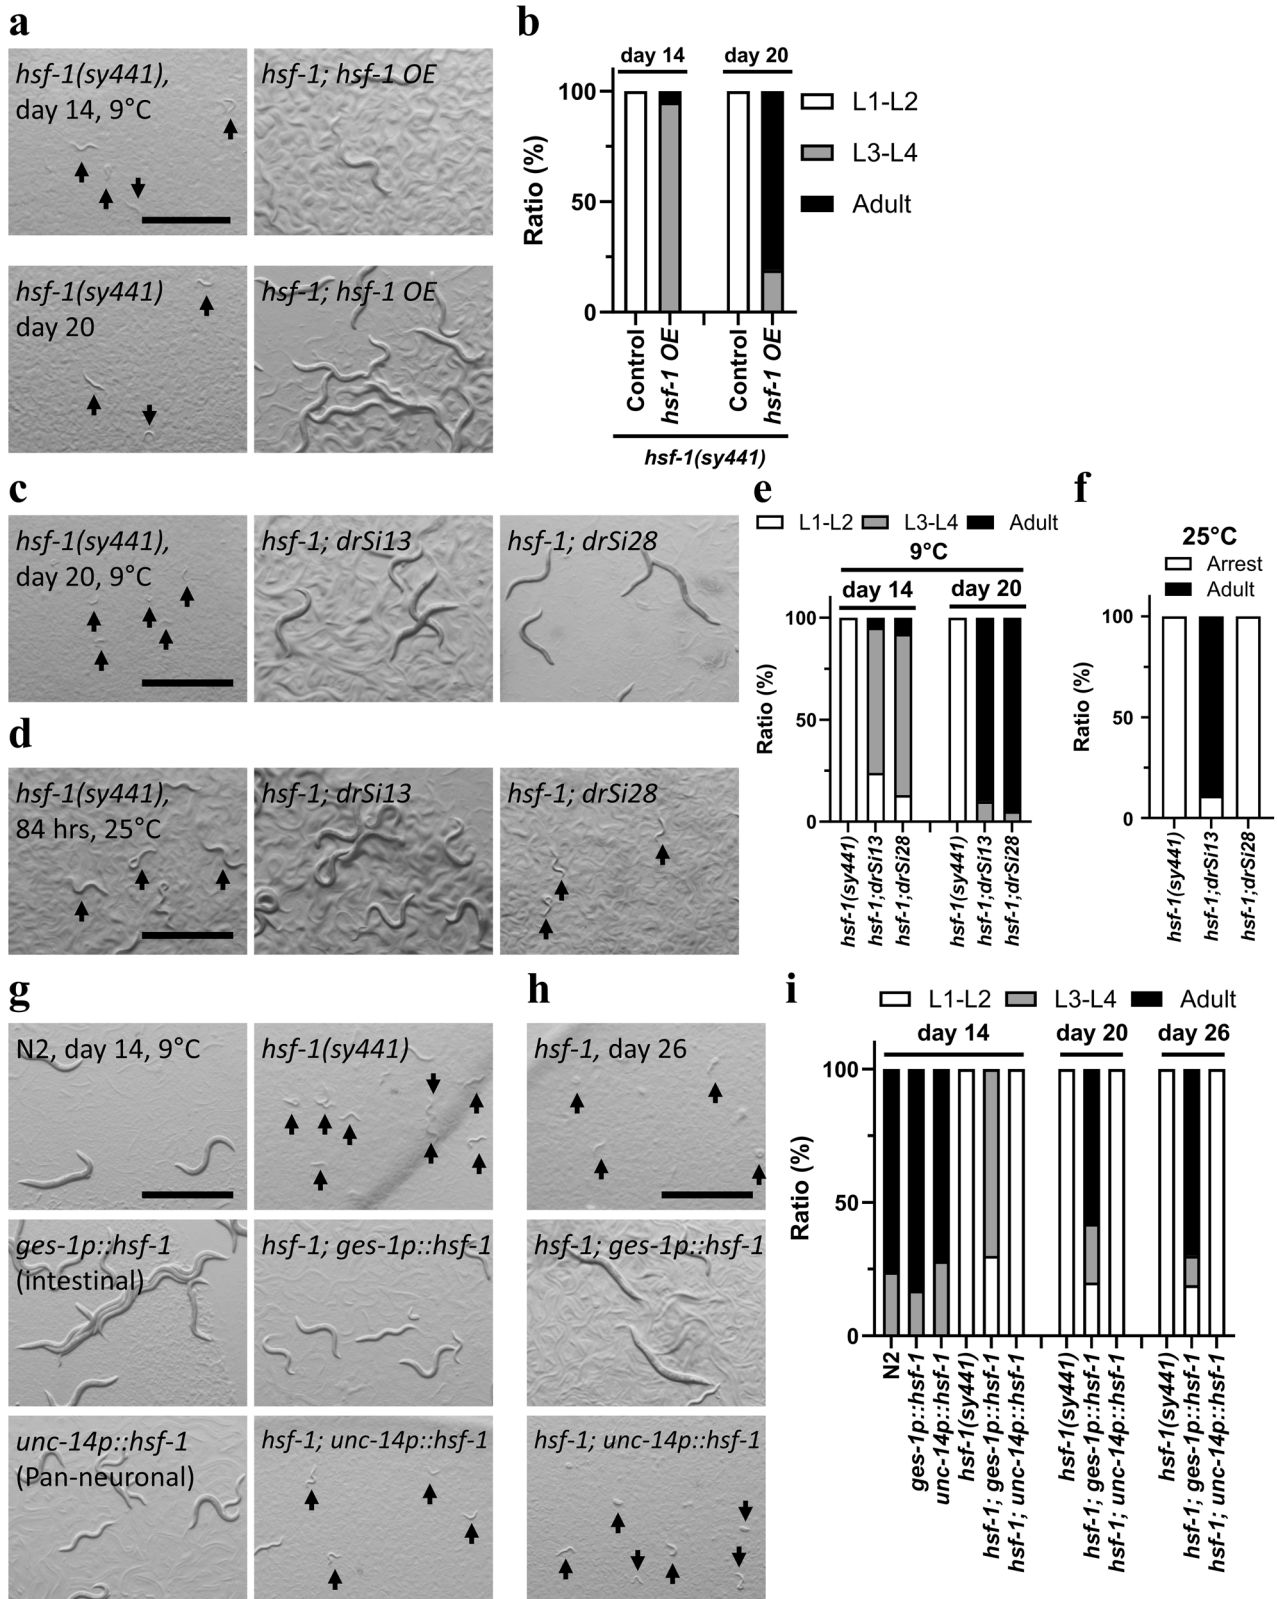 a
hsf-1(sy441),
day 14, 9°C
hsf-1; hsf-1 OE
hsf-1(sy441)
day 20
hsf-1; hsf-1 OE
b
day 14
day 20
100
50
0
Ratio (%)
L1-L2
L3-L4
Adult
Control
hsf-1 OE
Control
hsf-1 OE
hsf-1(sy441)
c
hsf-1(sy441),
day 20, 9°C
hsf-1; drSi13
hsf-1; drSi28
d
hsf-1(sy441),
84 hrs, 25°C
hsf-1; drSi13
hsf-1; drSi28
e
L1-L2
L3-L4
Adult
9°C
day 14
day 20
100
50
0
Ratio (%)
hsf-1(sy441)
hsf-1;drSi13
hsf-1;drSi28
hsf-1(sy441)
hsf-1;drSi13
hsf-1;drSi28
f
25°C
Arrest
Adult
100
50
0
Ratio (%)
hsf-1(sy441)
hsf-1;drSi13
hsf-1;drSi28
g
N2, day 14, 9°C
hsf-1(sy441)
ges-1p::hsf-1
(intestinal)
hsf-1; ges-1p::hsf-1
unc-14p::hsf-1
(Pan-neuronal)
hsf-1; unc-14p::hsf-1
h
hsf-1, day 26
hsf-1; ges-1p::hsf-1
hsf-1; unc-14p::hsf-1
i
L1-L2
L3-L4
Adult
day 14
day 20
day 26
100
50
0
Ratio (%)
N2
ges-1p::hsf-1
unc-14p::hsf-1
hsf-1(sy441)
hsf-1; ges-1p::hsf-1
hsf-1; unc-14p::hsf-1
hsf-1(sy441)
hsf-1; ges-1p::hsf-1
hsf-1; unc-14p::hsf-1
hsf-1(sy441)
hsf-1; ges-1p::hsf-1
hsf-1; unc-14p::hsf-1